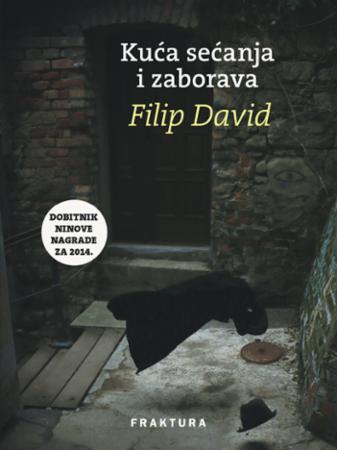 Kuća sećanja
i zaborava
Filip David
DOBITNIK
NINOVE
NAGRADE
ZA 2014.
FRAKTURA